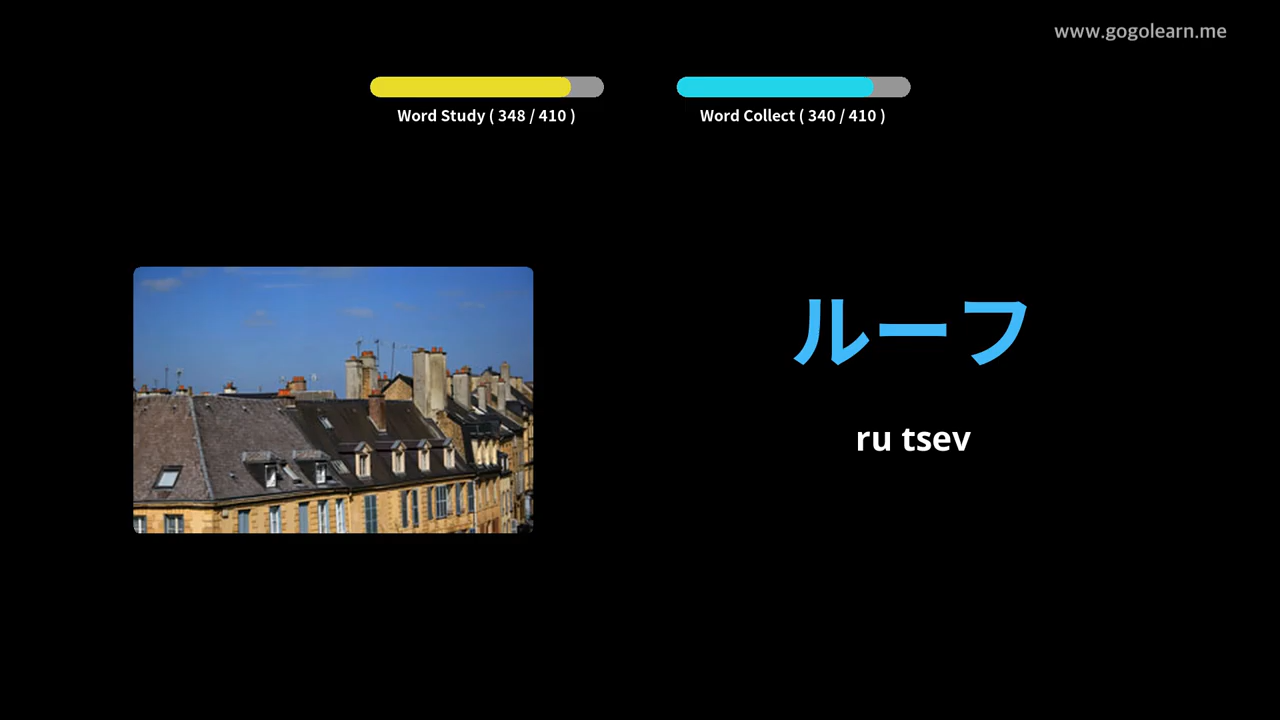 www.gogolearn.me
Word Study ( 348 / 410 )
Word Collect ( 340 / 410 )
ルーフ
ru tsev